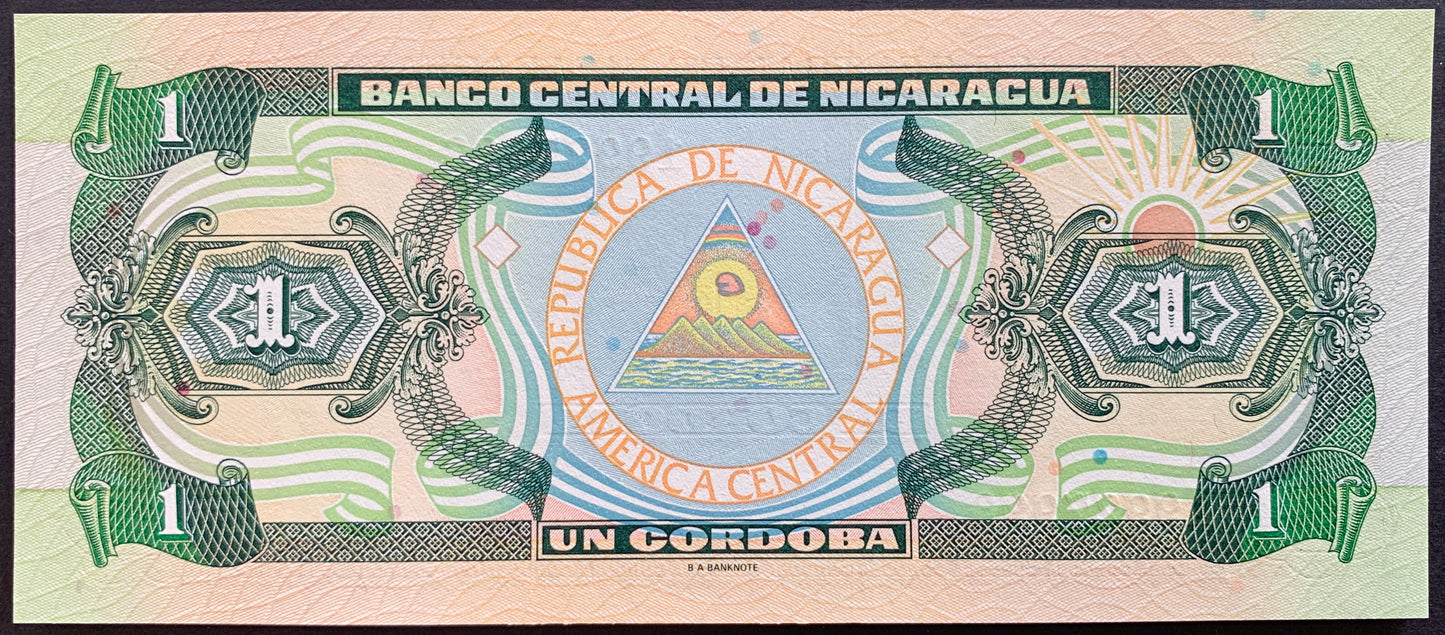 BANCO CENTRAL DE NICARAGUA
1
1
REPUBLICA DE NICARAGUA
AMERICA CENTRAL
1
1
1
1
UN CORDOBA
B A BANKNOTE